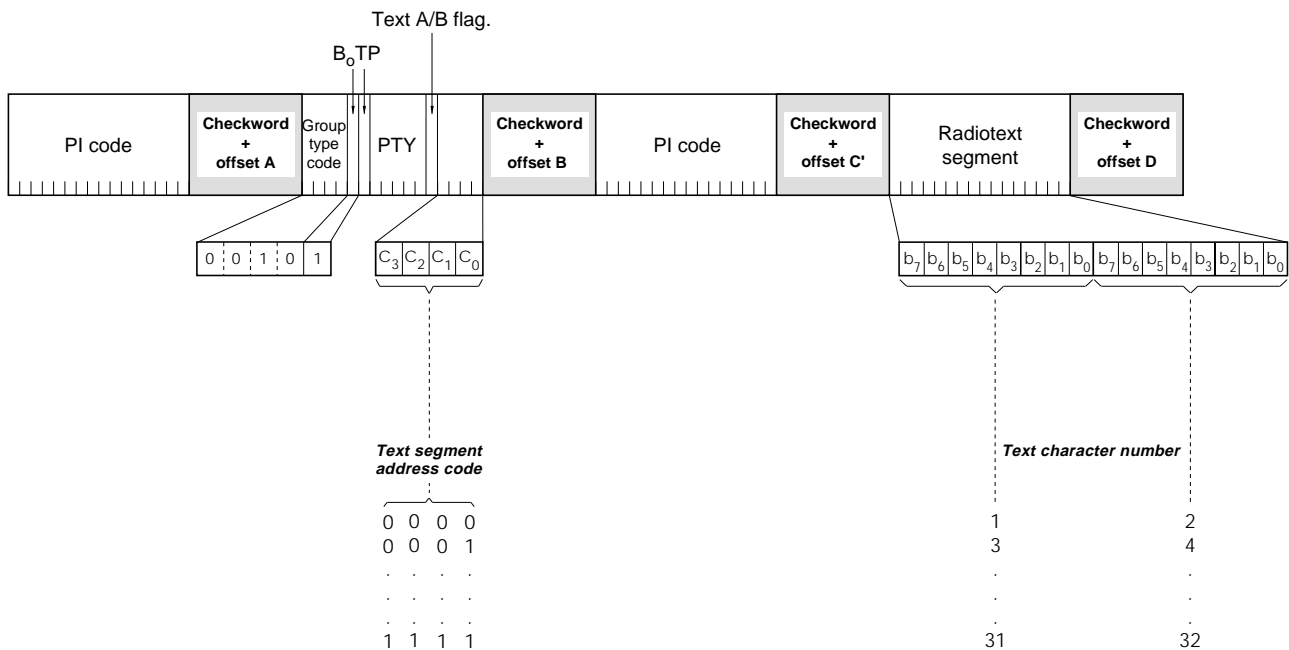 Text A/B flag.
BoTP
PI code
Checkword
+
offset A
Group
type
code
PTY
Checkword
+
offset B
PI code
Checkword
+
offset C'
Radiotext
segment
Checkword
+
offset D
0 0 1 0 1
C3 C2 C1 C0
b7 b6 b5 b4 b3 b2 b1 b0 b7 b6 b5 b4 b3 b2 b1 b0
Text segment
address code
Text character number
0 0 0 0 1 2
0 0 0 1 3 4
. . . . . .
. . . . . .
. . . . . .
1 1 1 1 31 32